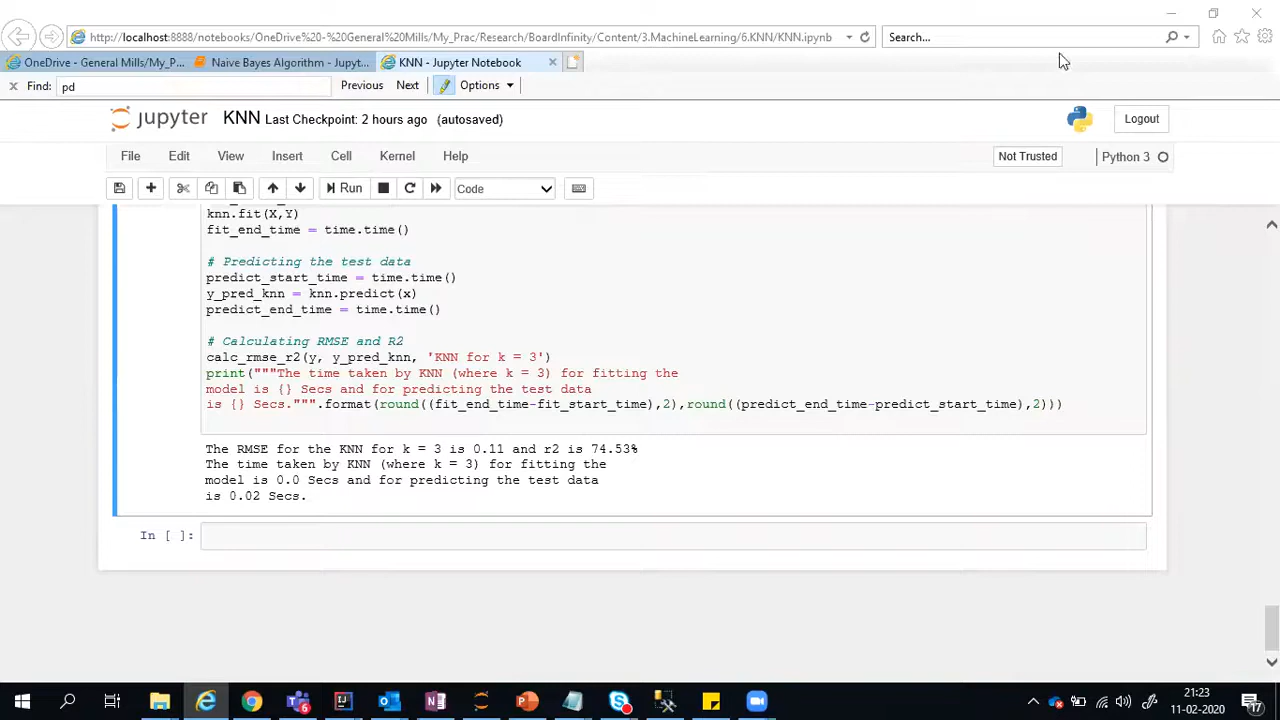 http://localhost:8888/notebooks/OneDrive%20-%20General%20Mills/My_Prac/Research/BoardInfinity/Content/3.MachineLearning/6.KNN/KNN.ipynb
Search...
OneDrive - General Mills/My_P...
Naive Bayes Algorithm - Jupyt...
KNN - Jupyter Notebook
Find: pd Previous Next Options
jupyter KNN Last Checkpoint: 2 hours ago (autosaved) Logout
File Edit View Insert Cell Kernel Help Not Trusted Python 3
Run Code
knn.fit(X,Y)
fit_end_time = time.time()
# Predicting the test data
predict_start_time = time.time()
y_pred_knn = knn.predict(x)
predict_end_time = time.time()
# Calculating RMSE and R2
calc_rmse_r2(y, y_pred_knn, 'KNN for k = 3')
print("""The time taken by KNN (where k = 3) for fitting the
model is {} Secs and for predicting the test data
is {} Secs.""".format(round((fit_end_time-fit_start_time),2),round((predict_end_time-predict_start_time),2)))
The RMSE for the KNN for k = 3 is 0.11 and r2 is 74.53%
The time taken by KNN (where k = 3) for fitting the
model is 0.0 Secs and for predicting the test data
is 0.02 Secs.
In [ ]:
21:23
11-02-2020
17